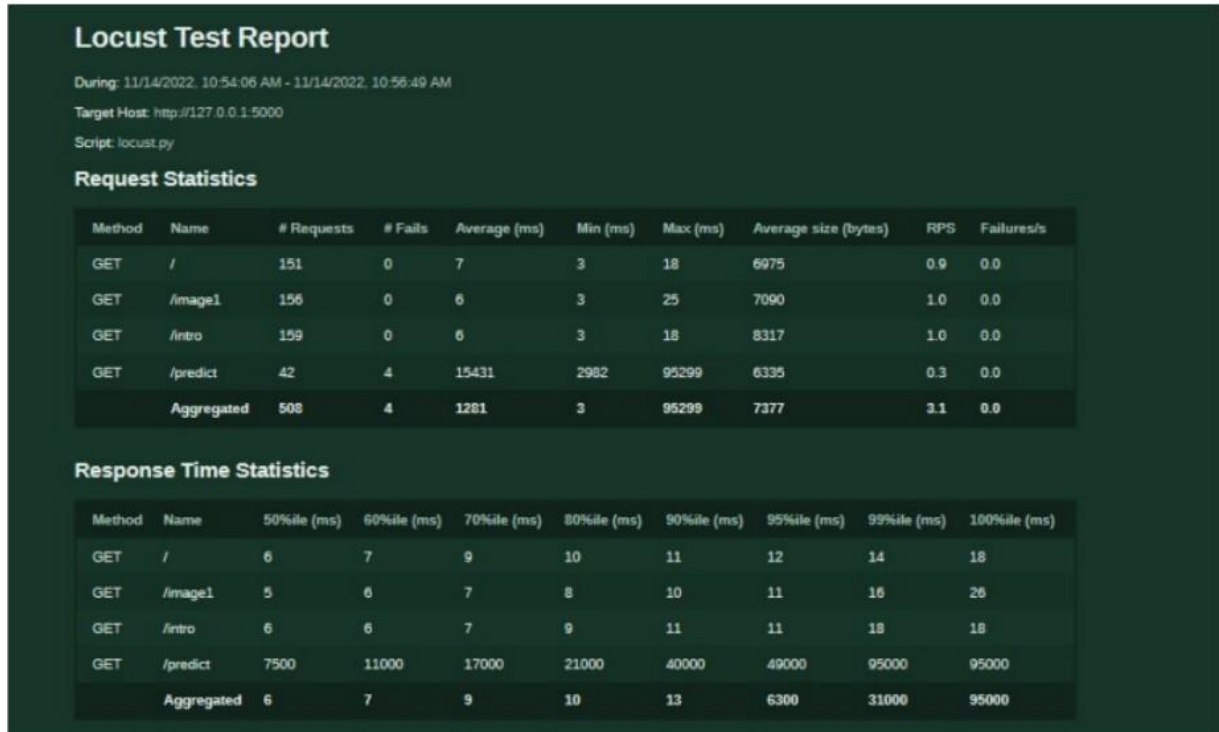 Locust Test Report
During: 11/14/2022, 10:54:06 AM - 11/14/2022, 10:56:49 AM
Target Host: http://127.0.0.1:5000
Script: locust.py
Request Statistics
Method Name # Requests # Fails Average (ms) Min (ms) Max (ms) Average size (bytes) RPS Failures/s
GET / 151 0 7 3 18 6975 0.9 0.0
GET /image1 156 0 6 3 25 7090 1.0 0.0
GET /intro 159 0 6 3 18 8317 1.0 0.0
GET /predict 42 4 15431 2982 95299 6335 0.3 0.0
Aggregated 508 4 1281 3 95299 7377 3.1 0.0
Response Time Statistics
Method Name 50%ile (ms) 60%ile (ms) 70%ile (ms) 80%ile (ms) 90%ile (ms) 95%ile (ms) 99%ile (ms) 100%ile (ms)
GET / 6 7 9 10 11 12 14 18
GET /image1 5 6 7 8 10 11 16 26
GET /intro 6 6 7 9 11 11 18 18
GET /predict 7500 11000 17000 21000 40000 49000 95000 95000
Aggregated 6 7 9 10 13 6300 31000 95000